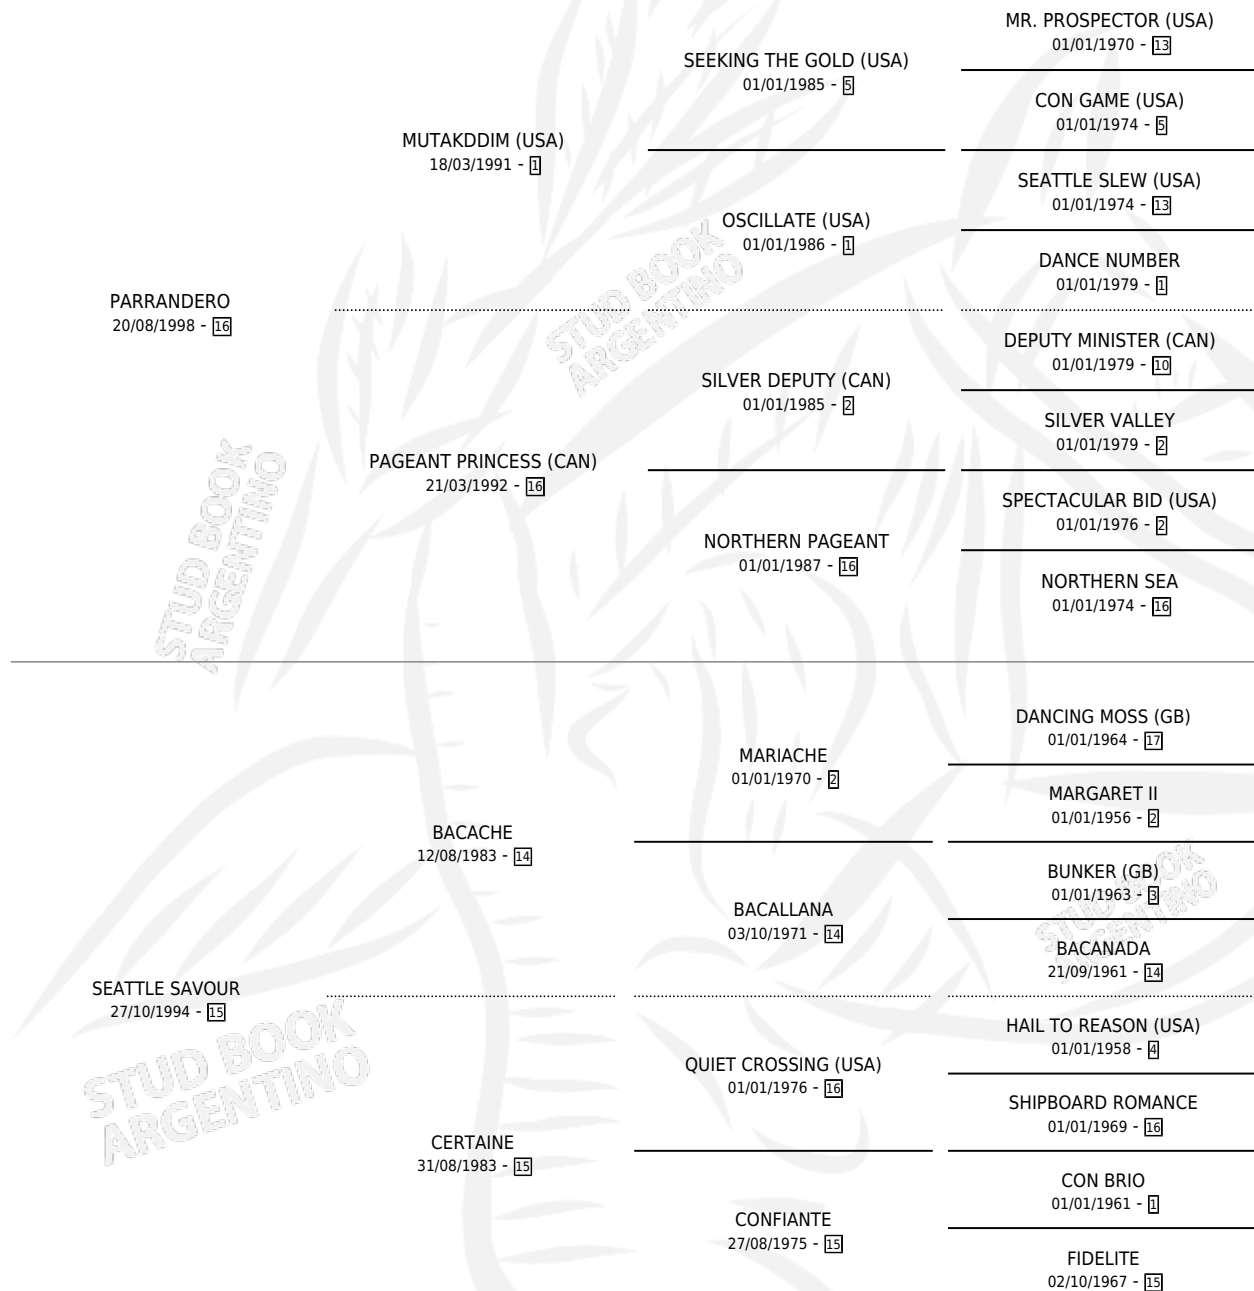 MR. PROSPECTOR (USA)
01/01/1970 - 13
SEEKING THE GOLD (USA)
01/01/1985 - 5
CON GAME (USA)
01/01/1974 - 5
MUTAKDDIM (USA)
18/03/1991 - 1
SEATTLE SLEW (USA)
01/01/1974 - 13
OSCILLATE (USA)
01/01/1986 - 1
DANCE NUMBER
01/01/1979 - 1
PARRANDERO
20/08/1998 - 16
DEPUTY MINISTER (CAN)
01/01/1979 - 10
SILVER DEPUTY (CAN)
01/01/1985 - 2
SILVER VALLEY
01/01/1979 - 2
PAGEANT PRINCESS (CAN)
21/03/1992 - 16
SPECTACULAR BID (USA)
01/01/1976 - 2
NORTHERN PAGEANT
01/01/1987 - 16
NORTHERN SEA
01/01/1974 - 16
STUD BOOK
ARGENTINO
STUD BOOK
ARGENTINO
DANCING MOSS (GB)
01/01/1964 - 17
MARIACHE
01/01/1970 - 2
MARGARET II
01/01/1956 - 2
BACACHE
12/08/1983 - 14
BUNKER (GB)
01/01/1963 - 3
BACALLANA
03/10/1971 - 14
BACANADA
21/09/1961 - 14
SEATTLE SAVOUR
27/10/1994 - 15
HAIL TO REASON (USA)
01/01/1958 - 4
QUIET CROSSING (USA)
01/01/1976 - 16
SHIPBOARD ROMANCE
01/01/1969 - 16
CERTAINE
31/08/1983 - 15
CON BRIO
01/01/1961 - 1
CONFIANTE
27/08/1975 - 15
FIDELITE
02/10/1967 - 15
STUD BOOK
ARGENTINO
STUD BOOK
ARGENTINO